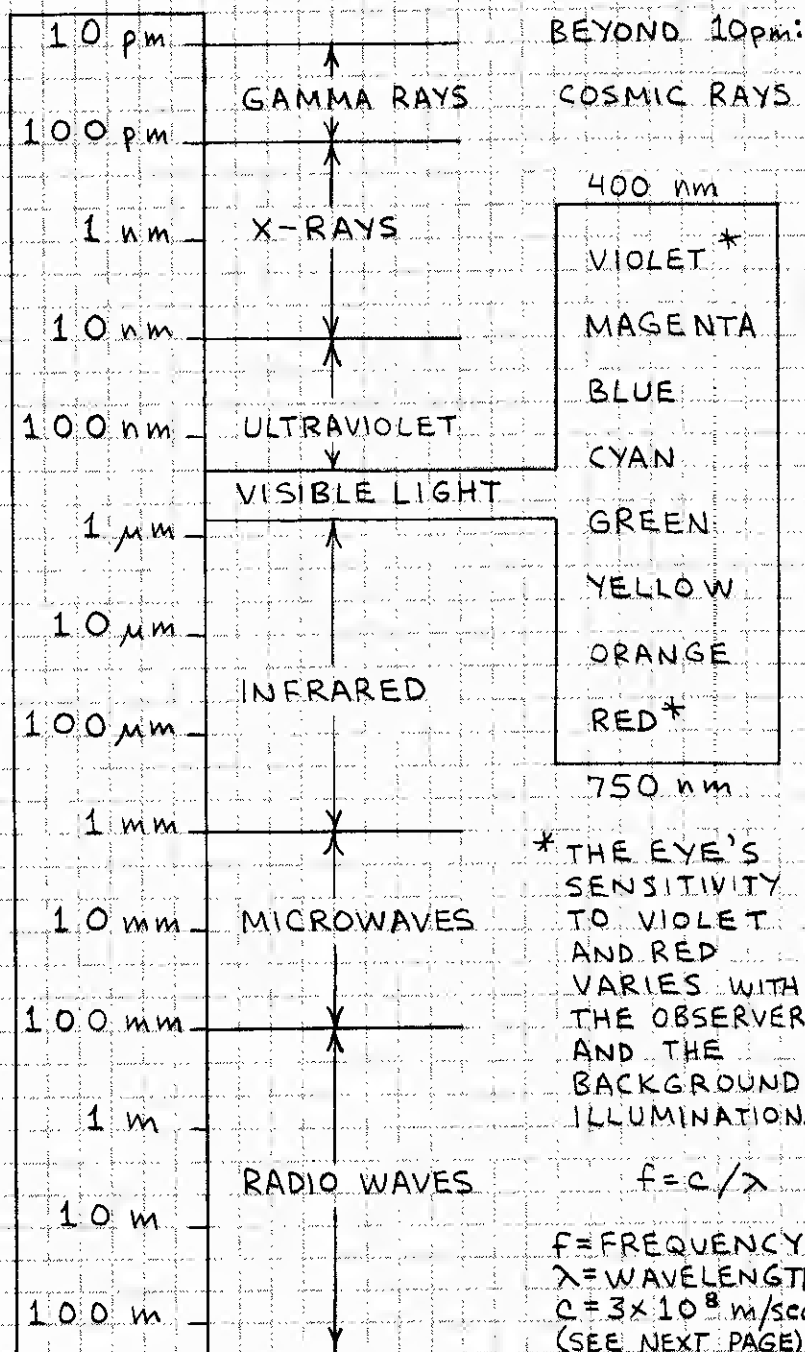 10 pm
GAMMA RAYS
100 pm
1 nm
X-RAYS
10 nm
100 nm
ULTRAVIOLET
VISIBLE LIGHT
1 μm
10 μm
INFRARED
100 μm
1 mm
10 mm
MICROWAVES
100 mm
1 m
RADIO WAVES
10 m
100 m
BEYOND 10pm:
COSMIC RAYS
400 nm
VIOLET *
MAGENTA
BLUE
CYAN
GREEN
YELLOW
ORANGE
RED*
750 nm
* THE EYE'S
SENSITIVITY
TO VIOLET
AND RED
VARIES WITH
THE OBSERVER
AND THE
BACKGROUND
ILLUMINATION.
f = c/λ
f = FREQUENCY
λ = WAVELENGTH
c = 3 x 10⁸ m/sec
(SEE NEXT PAGE)